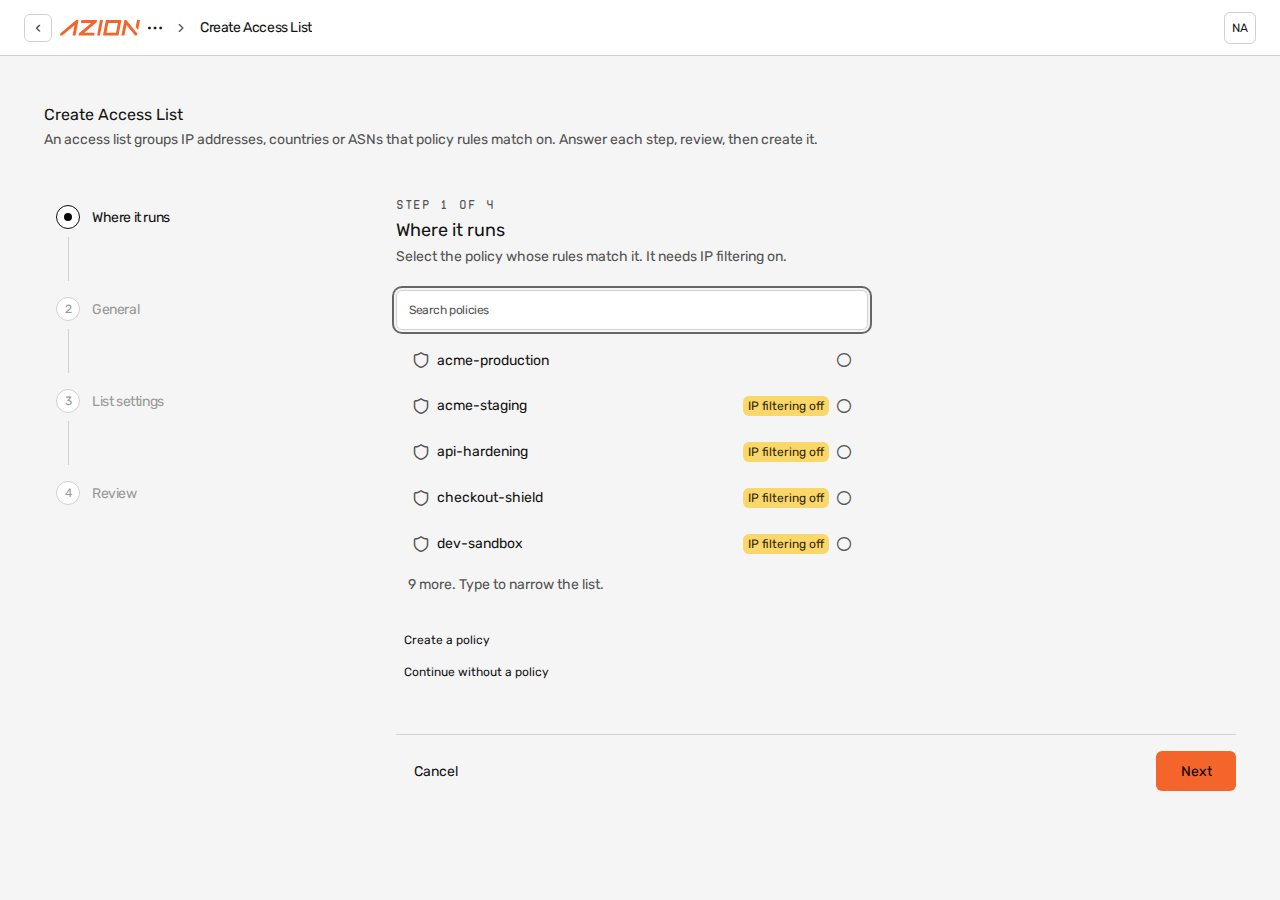 AZION ••• > Create Access List
NA
Create Access List
An access list groups IP addresses, countries or ASNs that policy rules match on. Answer each step, review, then create it.
Where it runs
2 General
3 List settings
4 Review
STEP 1 OF 4
Where it runs
Select the policy whose rules match it. It needs IP filtering on.
Search policies
acme-production
acme-staging IP filtering off
api-hardening IP filtering off
checkout-shield IP filtering off
dev-sandbox IP filtering off
9 more. Type to narrow the list.
Create a policy
Continue without a policy
Cancel
Next